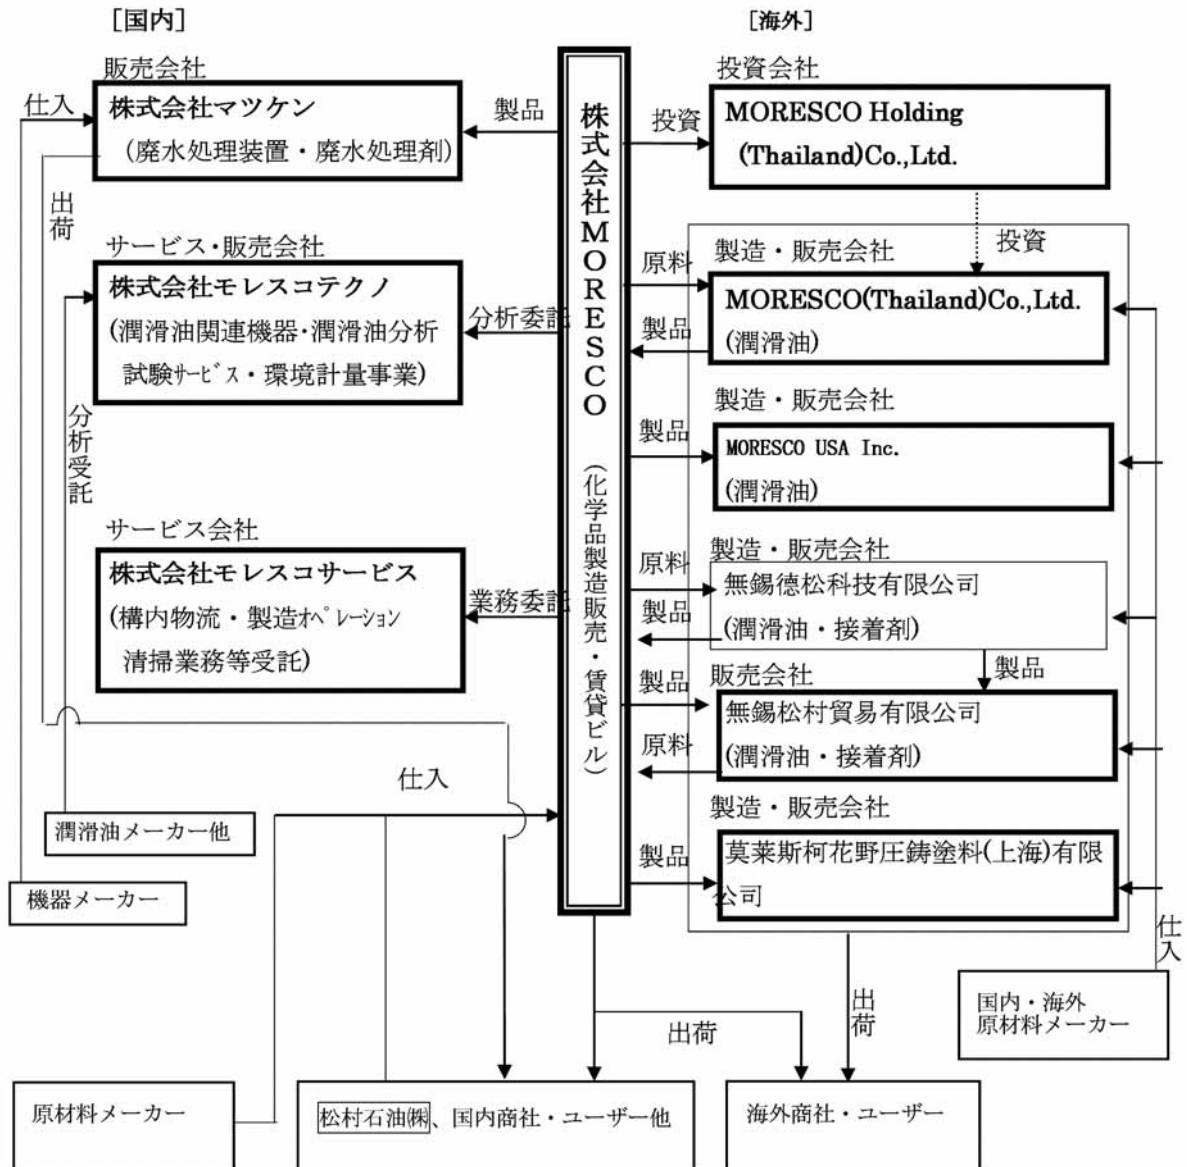 [国内]
[海外]
販売会社
仕入
株式会社マツケン
(廃水処理装置・廃水処理剤)
製品
出荷
サービス・販売会社
株式会社モレスコテクノ
(潤滑油関連機器・潤滑油分析
試験ｻｰﾋﾞｽ・環境計量事業)
分析委託
分析受託
サービス会社
株式会社モレスコサービス
(構内物流・製造ｵﾍﾟﾚｰｼｮﾝ
清掃業務等受託)
業務委託
株式会社MORESCO
(化学品製造販売・賃貸ビル)
投資会社
投資
MORESCO Holding
(Thailand)Co.,Ltd.
投資
製造・販売会社
原料
MORESCO(Thailand)Co.,Ltd.
製品
(潤滑油)
製造・販売会社
製品
MORESCO USA Inc.
(潤滑油)
製造・販売会社
原料
無錫德松科技有限公司
製品
(潤滑油・接着剤)
製品
販売会社
製品
無錫松村貿易有限公司
原料
(潤滑油・接着剤)
製造・販売会社
製品
莫莱斯柯花野圧鋳塗料(上海)有限
公司
仕入
潤滑油メーカー他
機器メーカー
仕入
国内・海外
原材料メーカー
出荷
出荷
原材料メーカー
松村石油㈱、国内商社・ユーザー他
海外商社・ユーザー